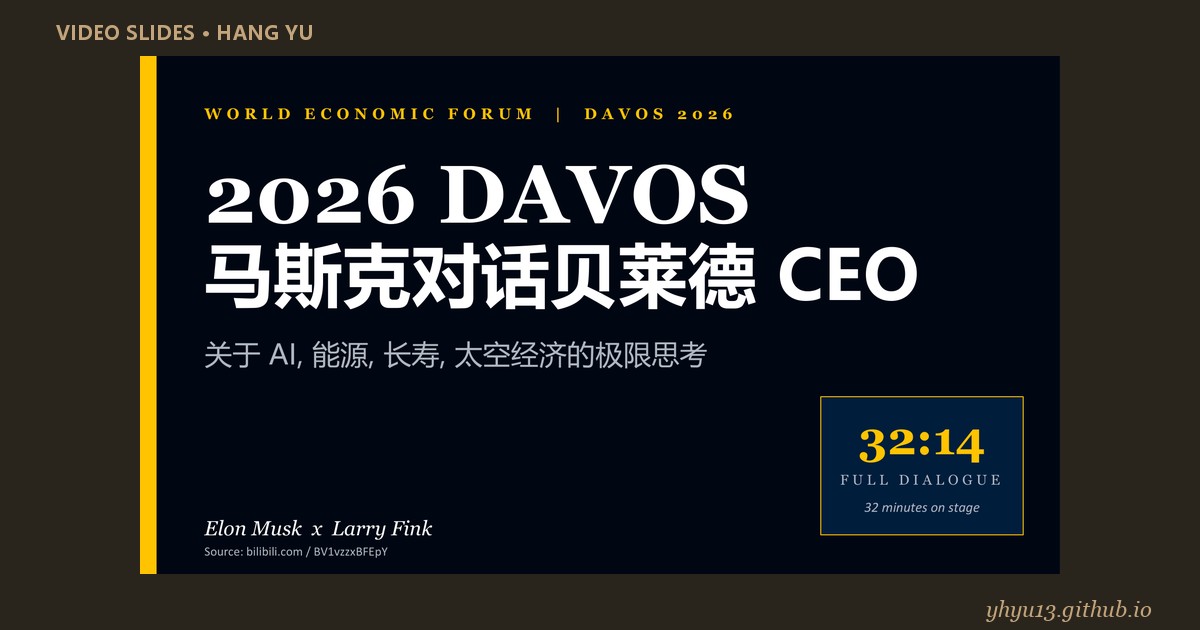 VIDEO SLIDES • HANG YU
WORLD ECONOMIC FORUM | DAVOS 2026
2026 DAVOS
马斯克对话贝莱德 CEO
关于 AI, 能源, 长寿, 太空经济的极限思考
32:14
FULL DIALOGUE
32 minutes on stage
Elon Musk x Larry Fink
Source: bilibili.com / BV1vzzxBFEpY
yhyu13.github.io